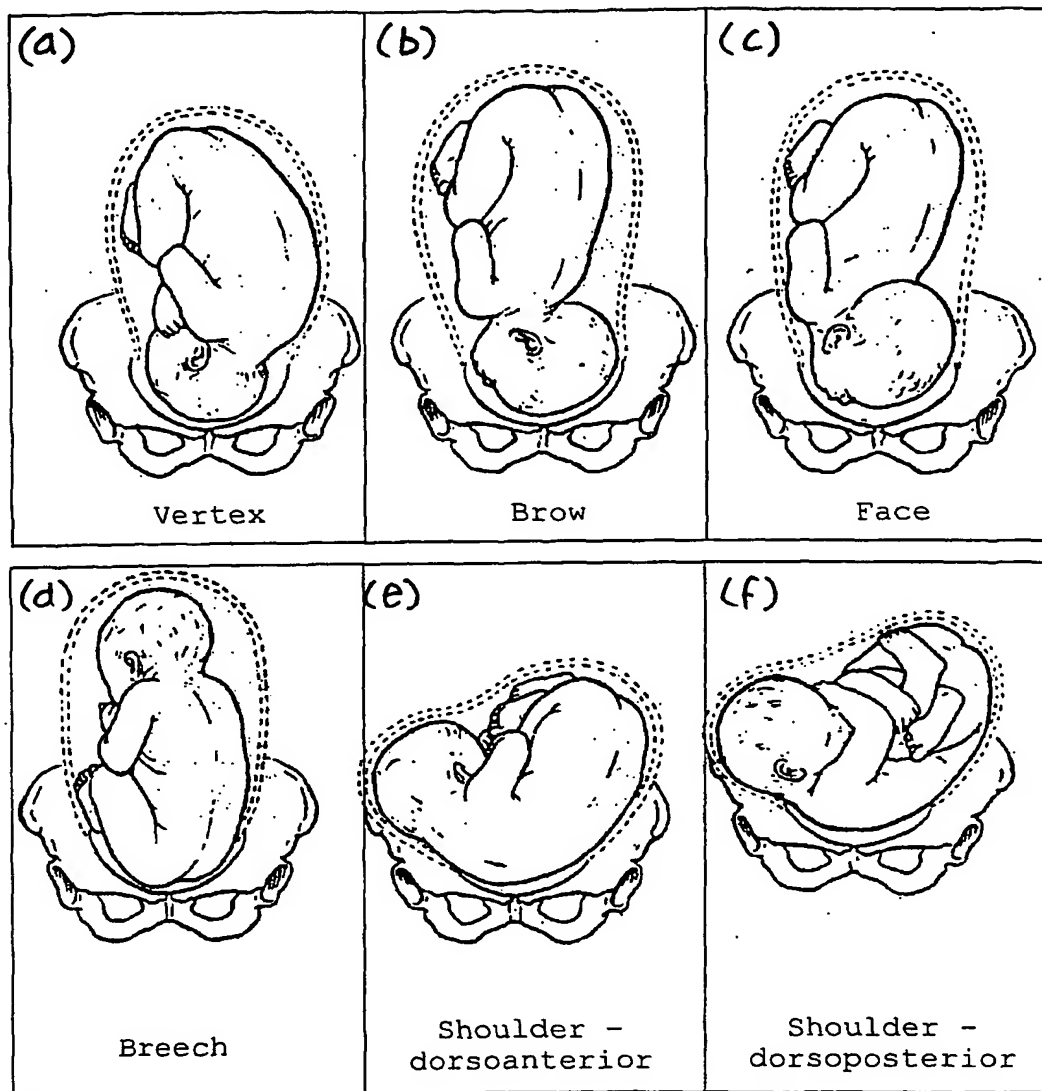 (a)
(b)
(c)
Vertex
Brow
Face
(d)
(e)
(f)
Breech
Shoulder –
dorsoanterior
Shoulder –
dorsoposterior